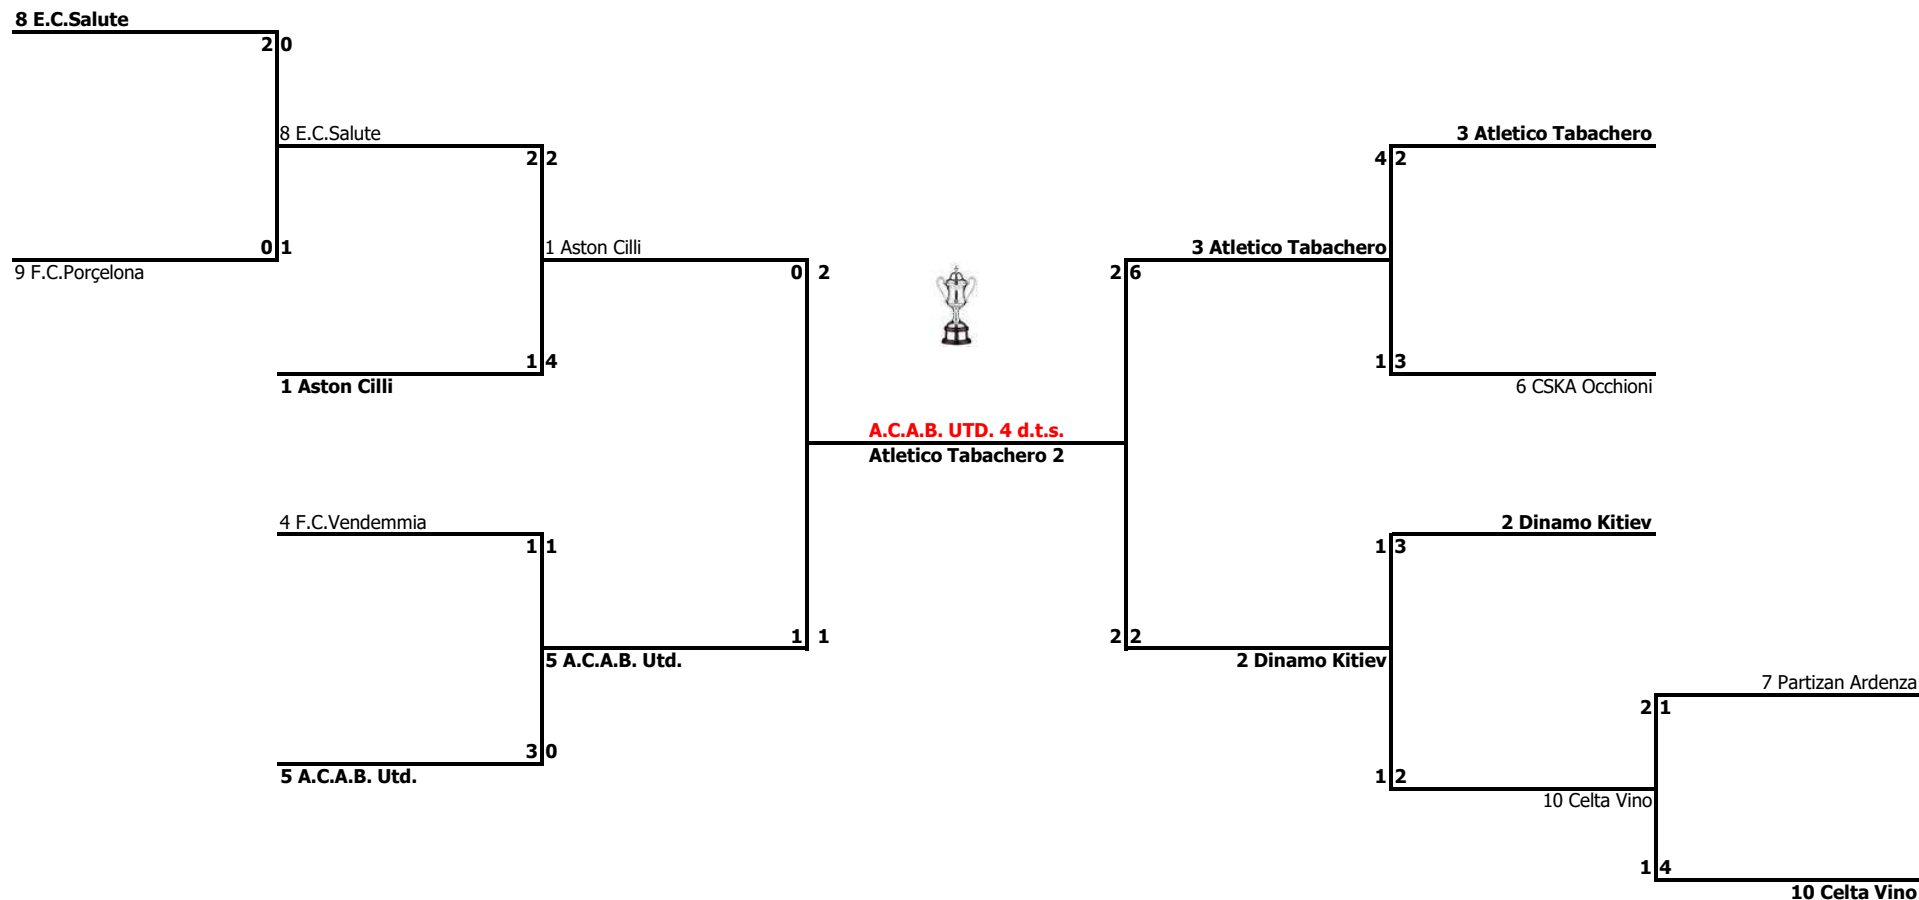 8 E.C.Salute
2 0
8 E.C.Salute
3 Atletico Tabachero
2 2
4 2
0 1
1 Aston Cilli
3 Atletico Tabachero
9 F.C.Porçelona
0 2
2 6
1 4
1 3
1 Aston Cilli
6 CSKA Occhioni
A.C.A.B. UTD. 4 d.t.s.
Atletico Tabachero 2
4 F.C.Vendemmia
2 Dinamo Kitiev
1 1
1 3
1 1
2 2
5 A.C.A.B. Utd.
2 Dinamo Kitiev
7 Partizan Ardenza
2 1
3 0
5 A.C.A.B. Utd.
1 2
10 Celta Vino
1 4
10 Celta Vino